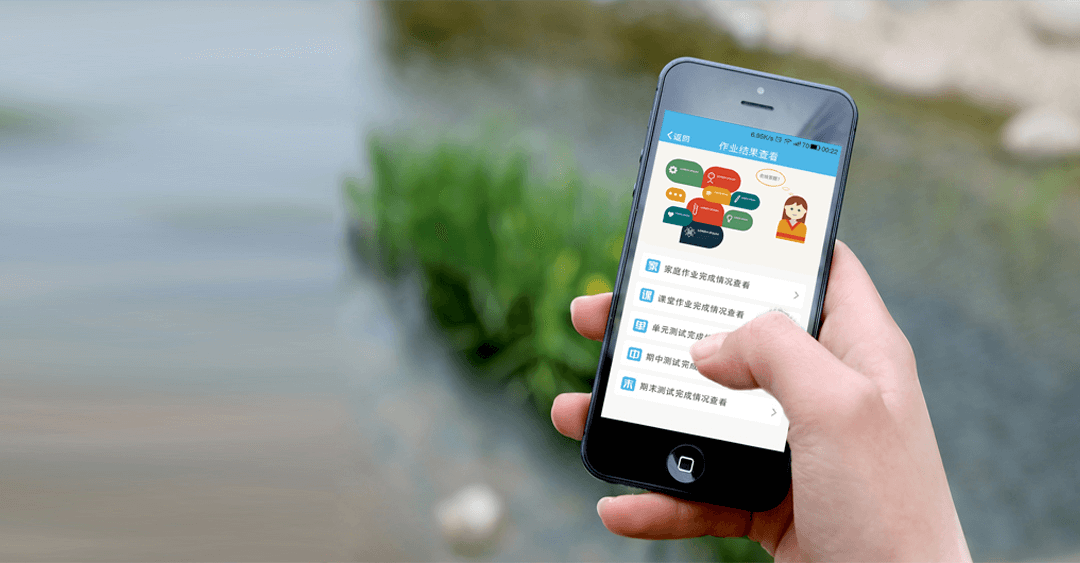 6.95K/s 70 00:22
返回
作业结果查看
家 家庭作业完成情况查看
课 课堂作业完成情况查看
单 单元测试完成
中 期中测试完成
末 期末测试完成情况查看